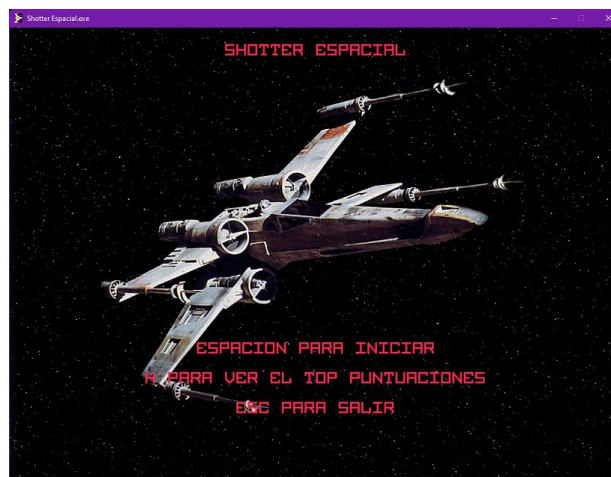 Shotter Espacial.exe
SHOTTER ESPACIAL
ESPACION PARA INICIAR
PARA VER EL TOP PUNTUACIONES
ESC PARA SALIR